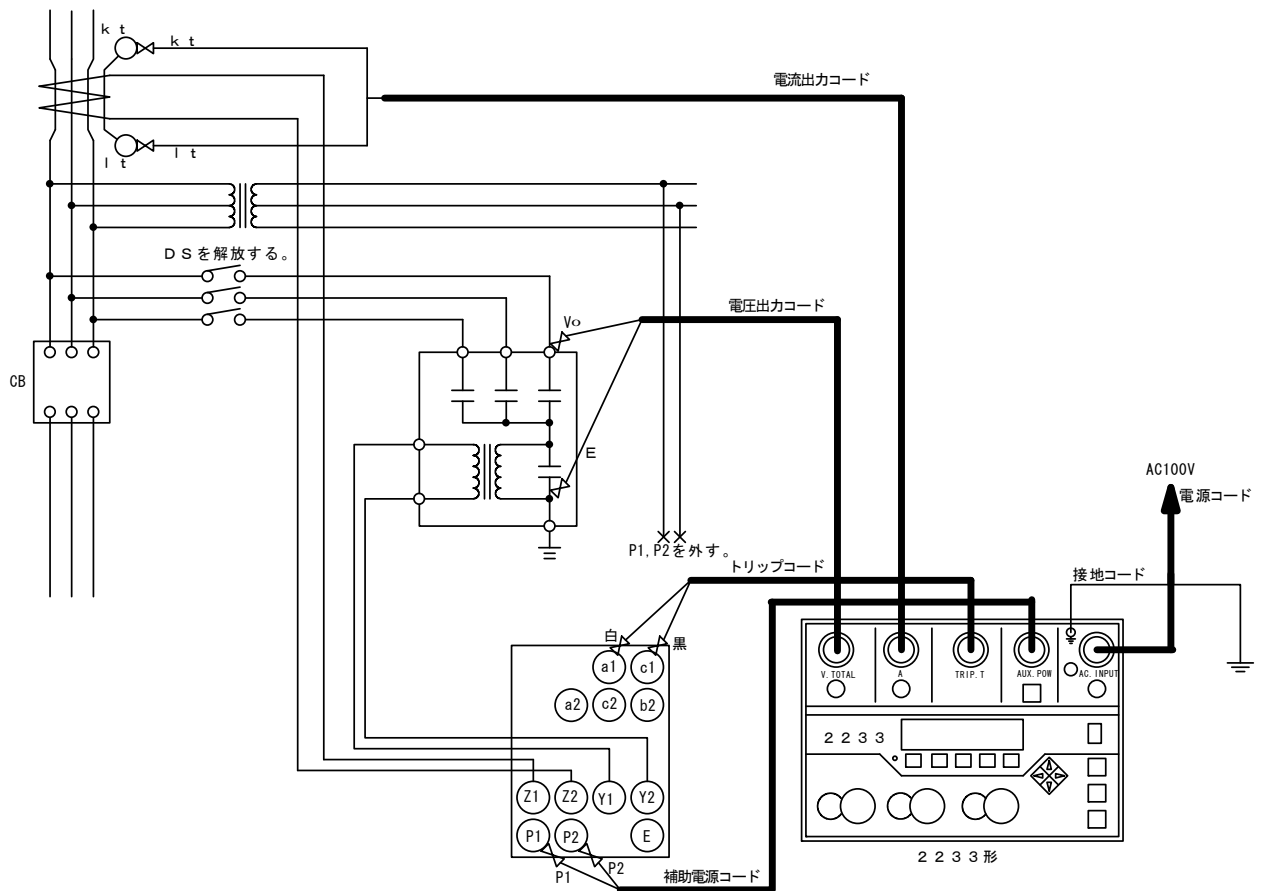 ｋ ｔ
ｋ ｔ
電流出力コード
ｌ ｔ
ｌ ｔ
ＤＳを解放する。
Vo
電圧出力コード
CB
E
AC100V
電源コード
P1,P2を外す。
トリップコード
接地コード
白
黒
a1
c1
a2
c2
b2
V.TOTAL
A
TRIP.T
AUX.POW
AC.INPUT
２２３３
Z1
Z2
Y1
Y2
P1
P2
E
P1
P2
補助電源コード
２２３３形